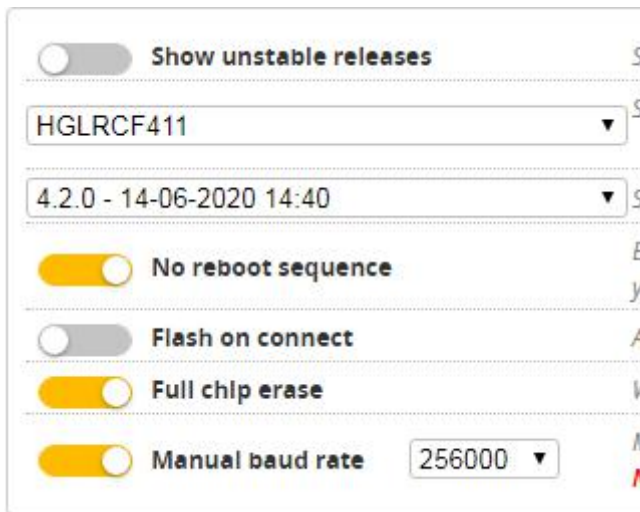 Show unstable releases
HGLRCF411
4.2.0 - 14-06-2020 14:40
No reboot sequence
Flash on connect
Full chip erase
Manual baud rate 256000